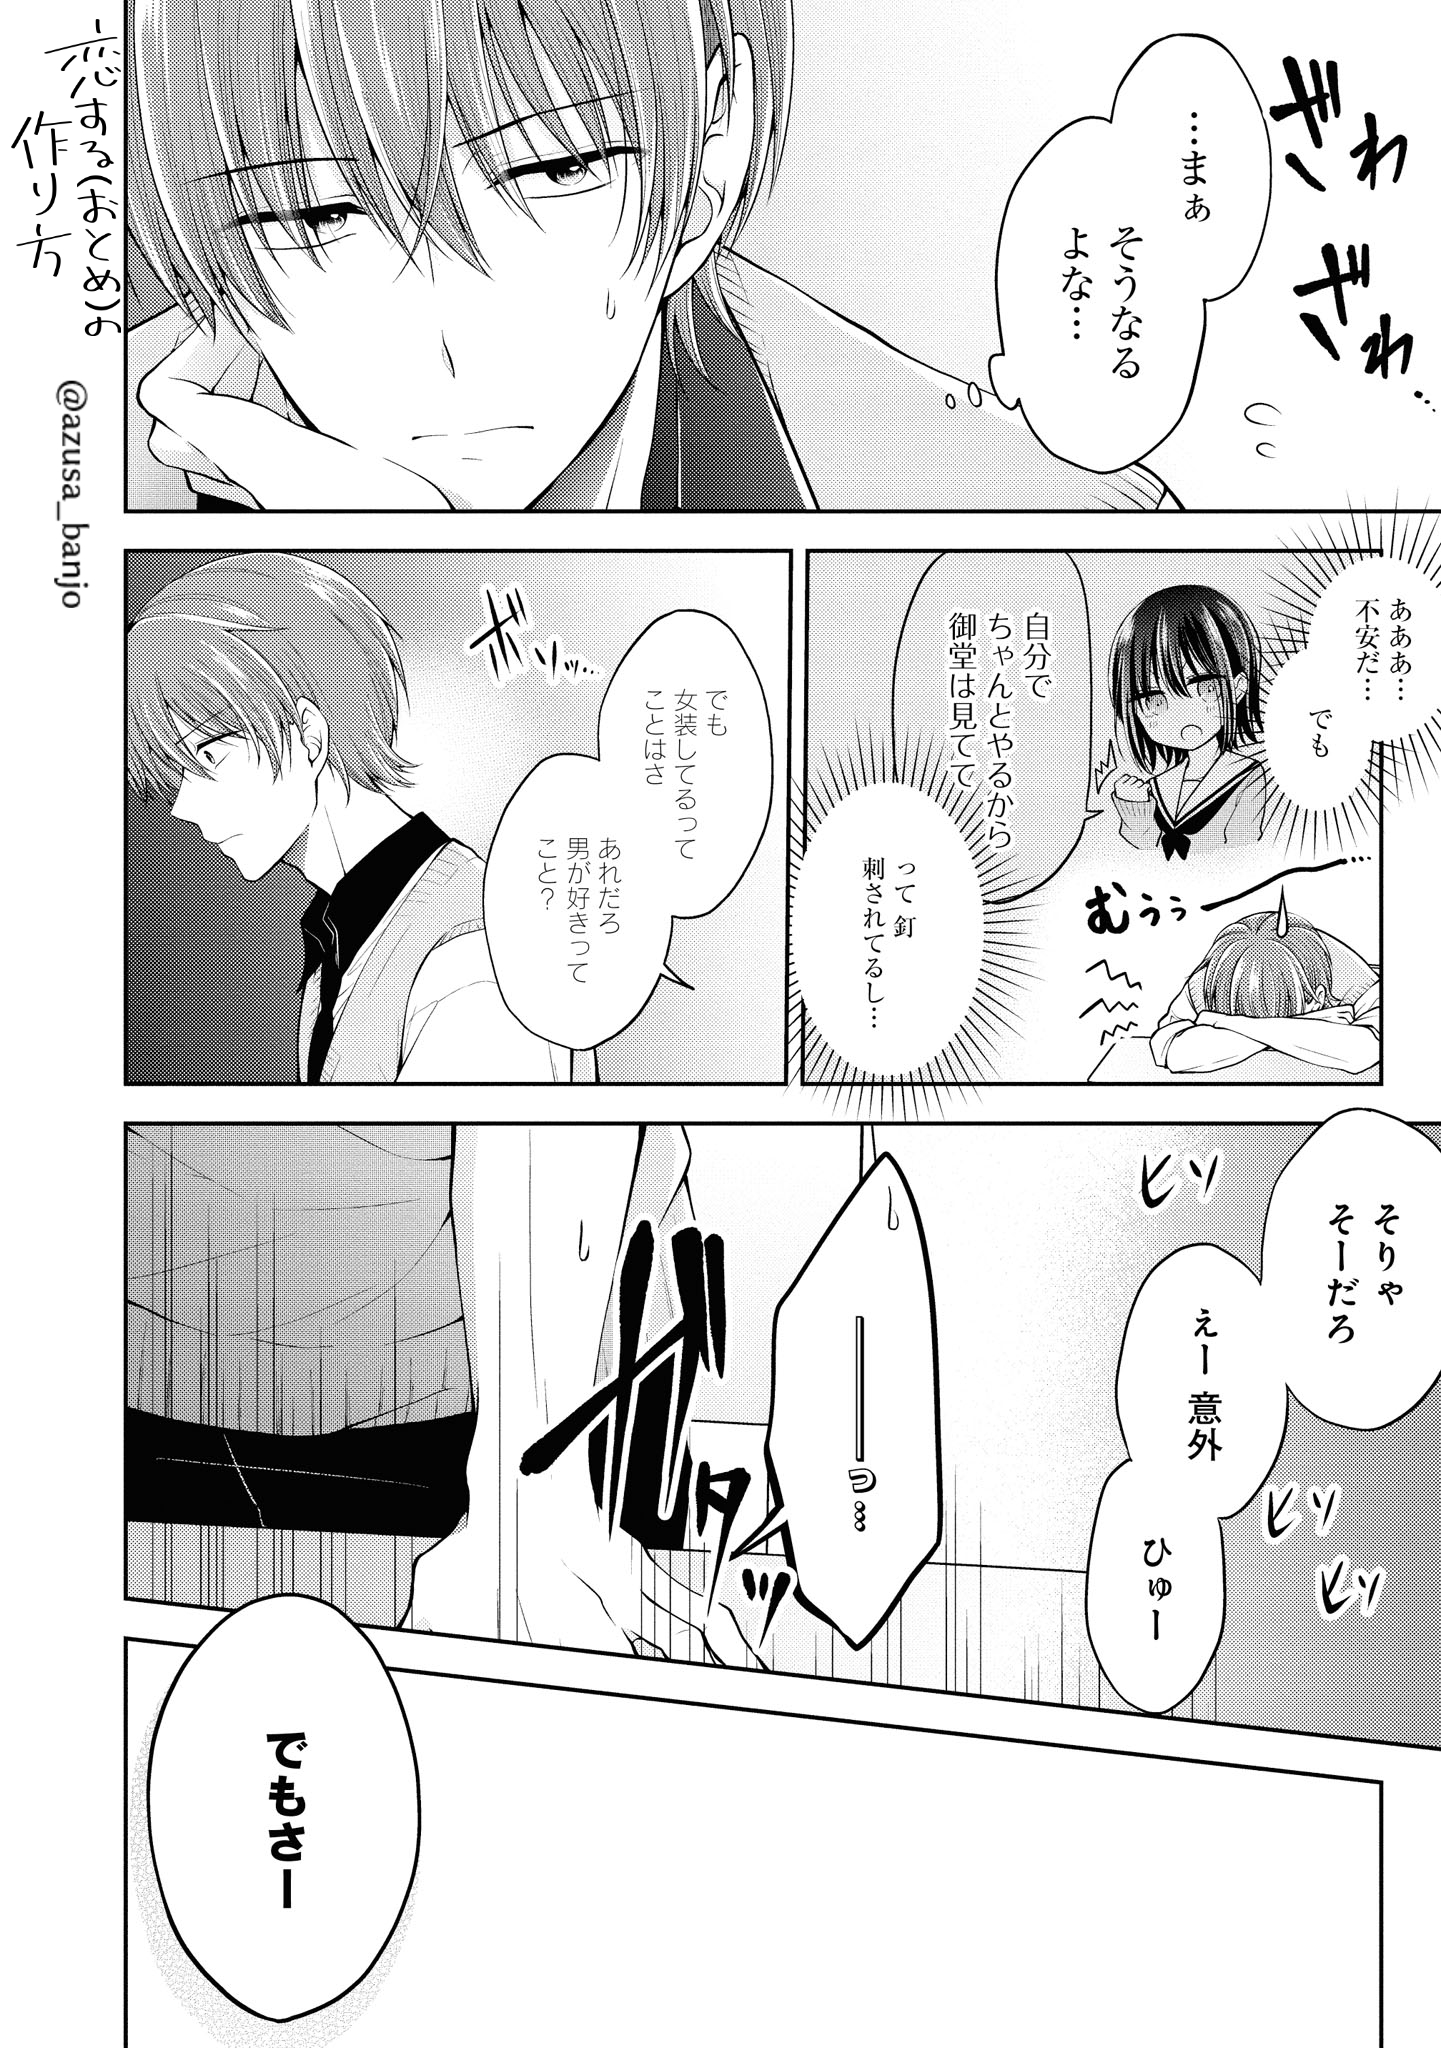 恋する(おとめ)の
作り方
@azusa_banjo
ざわ
ざわ…
…まぁ
そうなる
よな…
あああ…
不安だ…
でも
自分で
ちゃんとやるから
御堂は見てて
って 釘
刺されてるし…
むぅぅー…
ギッ…
でも
女装してるって
ことはさ
あれだろ
男が好きって
こと?
そりゃ
そーだろ
えー 意外
ひゅー
ヒソ
ヒソ
ヒソ
──っ…
ガタッ
でもさー